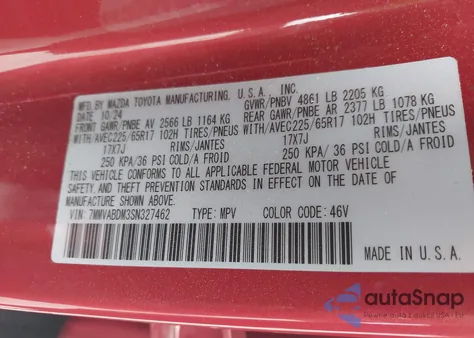 MFD. BY MAZDA TOYOTA MANUFACTURING, U.S.A., INC.
DATE 10/24 GVWR/PNBV 4861 LB 2205 KG
FRONT GAWR/PNBE AV 2566 LB 1164 KG REAR GAWR/PNBE AR 2377 LB 1078 KG
WITH/AVEC225/65R17 102H TIRES/PNEUS WITH/AVEC225/65R17 102H TIRES/PNEUS
17X7J RIMS/JANTES 17X7J RIMS/JANTES
250 KPA/36 PSI COLD/A FROID 250 KPA/36 PSI COLD/A FROID
THIS VEHICLE CONFORMS TO ALL APPLICABLE FEDERAL MOTOR VEHICLE
SAFETY AND THEFT PREVENTION STANDARDS IN EFFECT ON THE DATE OF
MANUFACTURE SHOWN ABOVE.
VIN: 7MMVABDM3SN327462 TYPE: MPV COLOR CODE: 46V
MADE IN U.S.A.
autoSnap